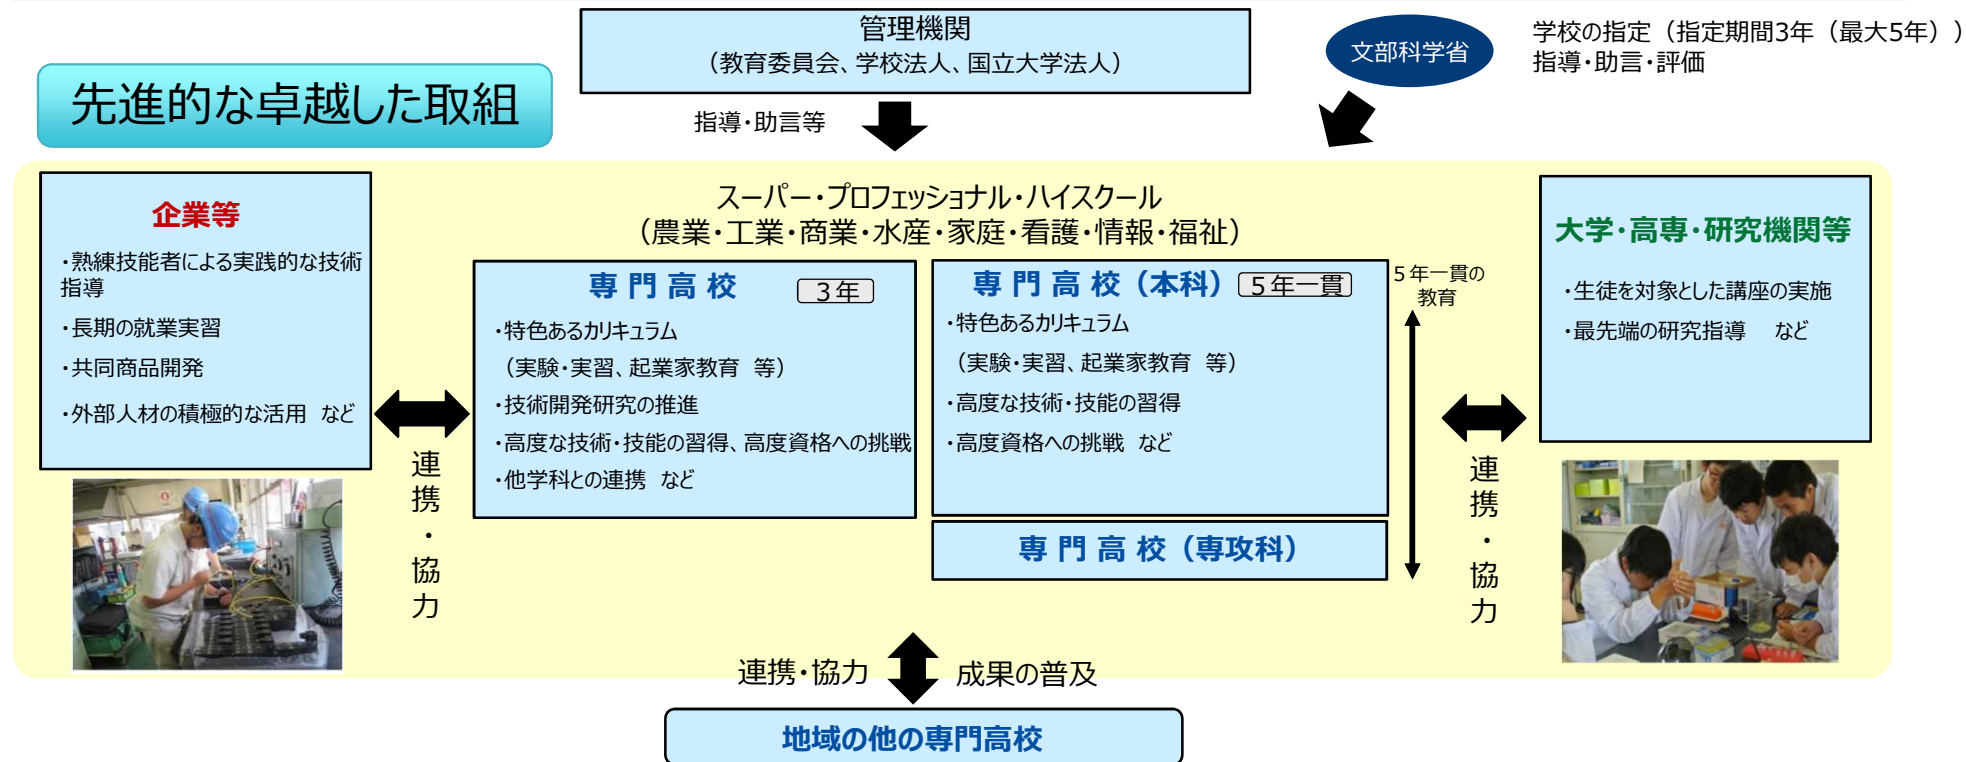 管理機関
（教育委員会、学校法人、国立大学法人）
文部科学省
学校の指定（指定期間3年（最大5年））
指導・助言・評価
先進的な卓越した取組
指導・助言等
スーパー・プロフェッショナル・ハイスクール
（農業・工業・商業・水産・家庭・看護・情報・福祉）
企業等
・熟練技能者による実践的な技術
指導
・長期の就業実習
・共同商品開発
・外部人材の積極的な活用 など
連携・協力
専門高校 3年
・特色あるカリキュラム
（実験・実習、起業家教育 等）
・技術開発研究の推進
・高度な技術・技能の習得、高度資格への挑戦
・他学科との連携 など
専門高校（本科） 5年一貫
・特色あるカリキュラム
（実験・実習、起業家教育 等）
・高度な技術・技能の習得
・高度資格への挑戦 など
専門高校（専攻科）
５年一貫の
教育
連携・協力
大学・高専・研究機関等
・生徒を対象とした講座の実施
・最先端の研究指導 など
連携・協力 成果の普及
地域の他の専門高校